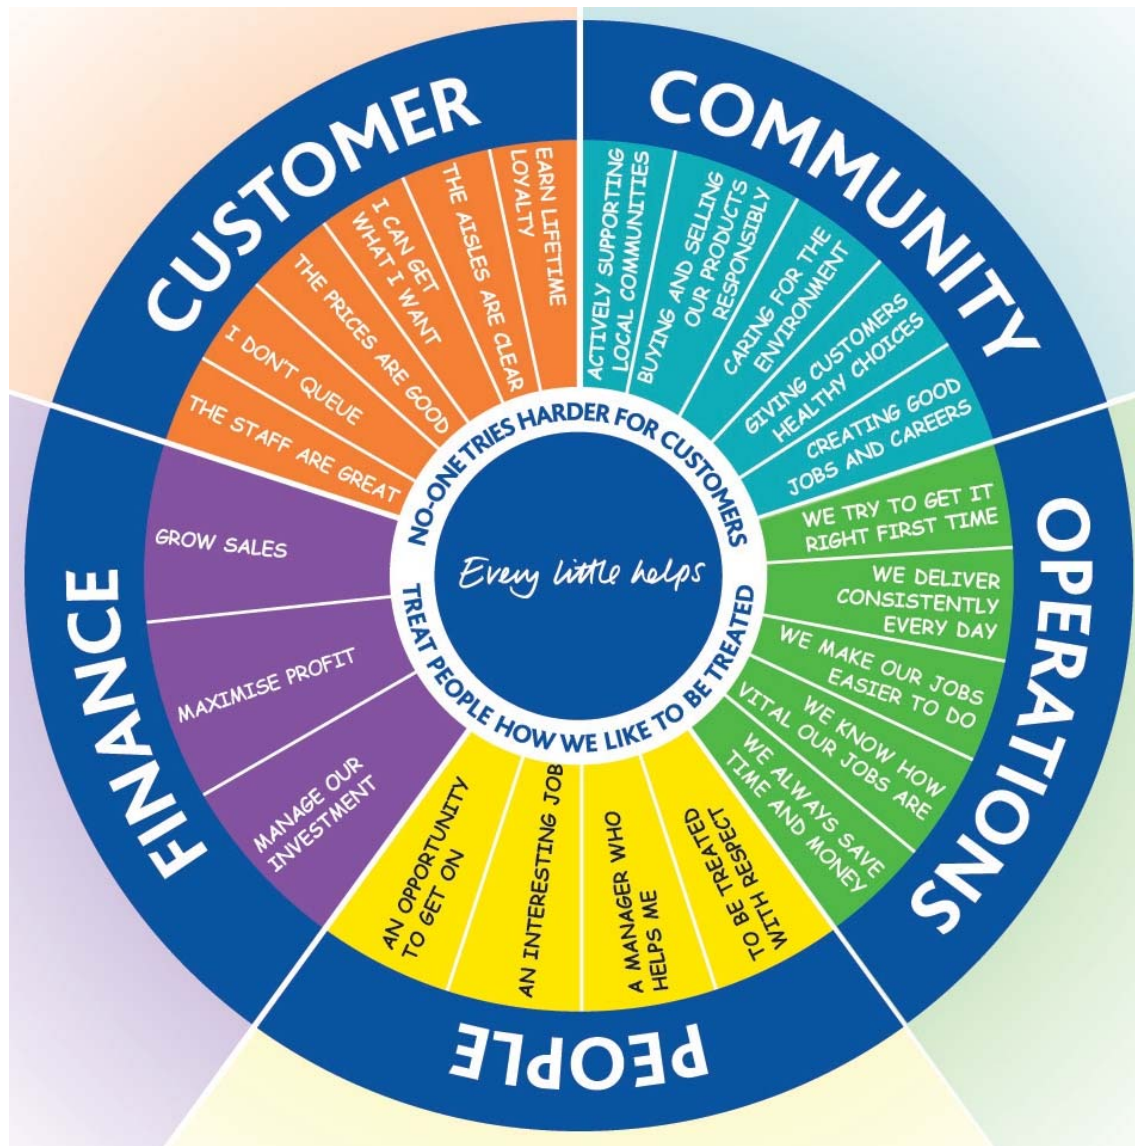 CUSTOMER
EARN LIFETIME
LOYALTY
THE AISLES ARE CLEAR
I CAN GET
WHAT I WANT
THE PRICES ARE GOOD
I DON'T QUEUE
THE STAFF ARE GREAT
COMMUNITY
ACTIVELY SUPPORTING
LOCAL COMMUNITIES
BUYING AND SELLING
OUR PRODUCTS
RESPONSIBLY
CARING FOR THE
ENVIRONMENT
GIVING CUSTOMERS
HEALTHY CHOICES
CREATING GOOD
JOBS AND CAREERS
OPERATIONS
WE TRY TO GET IT
RIGHT FIRST TIME
WE DELIVER
CONSISTENTLY
EVERY DAY
WE MAKE OUR JOBS
EASIER TO DO
WE KNOW HOW
VITAL OUR JOBS ARE
WE ALWAYS SAVE
TIME AND MONEY
PEOPLE
TO BE TREATED
WITH RESPECT
A MANAGER WHO
HELPS ME
AN INTERESTING JOB
AN OPPORTUNITY
TO GET ON
FINANCE
MANAGE OUR
INVESTMENT
MAXIMISE PROFIT
GROW SALES
NO-ONE TRIES HARDER FOR CUSTOMERS
TREAT PEOPLE HOW WE LIKE TO BE TREATED
Every little helps